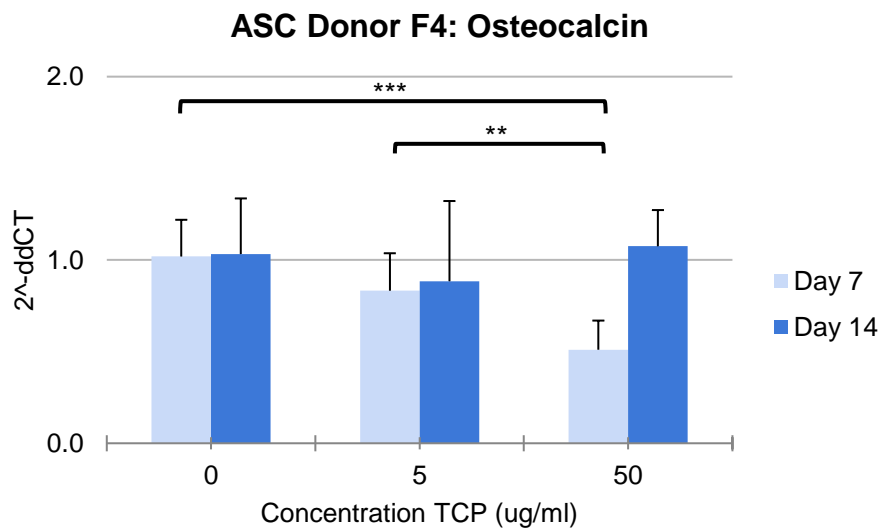 ASC Donor F4: Osteocalcin
2.0
***
**
1.0
0.0
2^-ddCT
0 5 50
Concentration TCP (ug/ml)
Day 7
Day 14